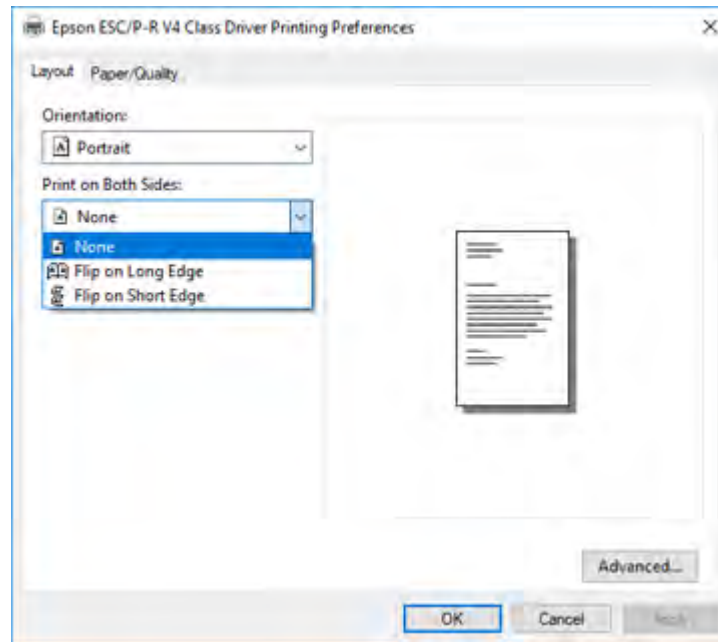 Epson ESC/P-R V4 Class Driver Printing Preferences
Layout Paper/Quality
Orientation:
Portrait
Print on Both Sides:
None
None
Flip on Long Edge
Flip on Short Edge
Advanced...
OK Cancel Apply